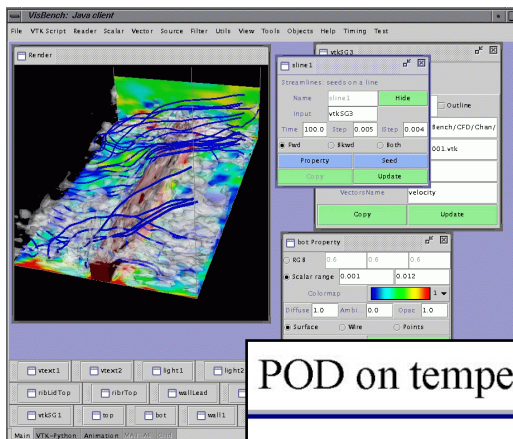 VisBench: Java client
File VTK Script Reader Scalar Vector Source Filter Utils View Tools Objects Help Timing Test
Render
vtkSG3
Outline
/CFD/Chan/
001.vtk
VectorsName velocity
Copy Update
sline1
Streamlines: seeds on a line
Name sline1 Hide
Input vtkSG3
Time 100.0 Step 0.005 IStep 0.004
Fwd Bkwd Both
Property Seed
Copy Update
bot Property
RGB 0.6 0.6 0.6
Scalar range 0.001 0.012
Colormap 1
Diffuse 1.0 Ambi 0.0 Opac 1.0
Surface Wire Points
vtext1 vtext2 light1 light2
ribLidTop ribrTop wallLead
vtkSG1 top bot wall1
Main VTK-Python Animation
POD on tempe